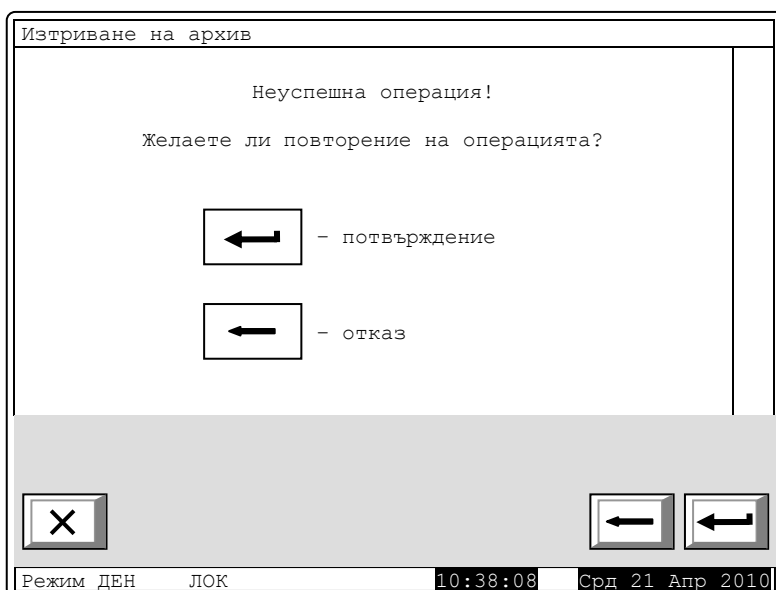 Изтриване на архив
Неуспешна операция!
Желаете ли повторение на операцията?
– потвърждение
– отказ
Режим ДЕН ЛОК 10:38:08 Срд 21 Апр 2010